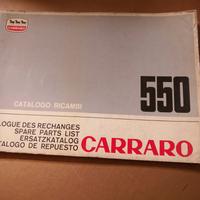 550
CATALOGO RICAMBI
LOGUE DES RECHANGES
SPARE PARTS LIST
ERSATZKATALOG
TALOGO DE REPUESTO
CARRARO